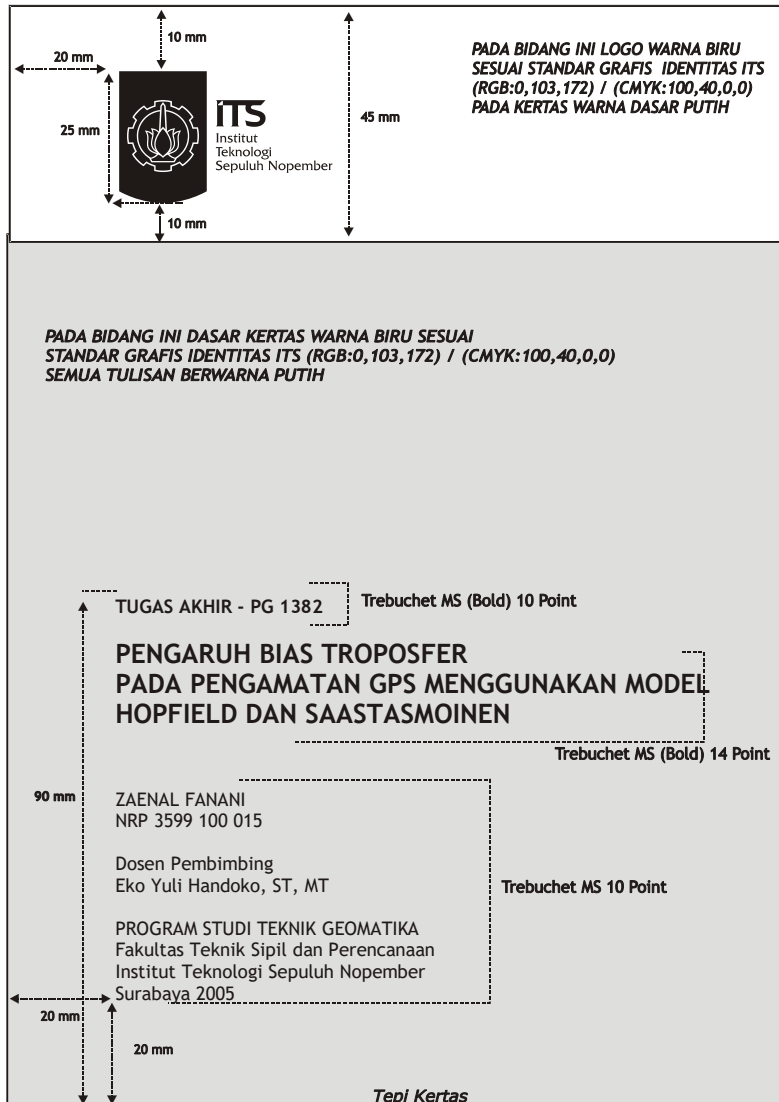 10 mm
20 mm
PADA BIDANG INI LOGO WARNA BIRU
SESUAI STANDAR GRAFIS IDENTITAS ITS
(RGB:0,103,172) / (CMYK:100,40,0,0)
PADA KERTAS WARNA DASAR PUTIH
25 mm
45 mm
iTS
Institut
Teknologi
Sepuluh Nopember
10 mm
PADA BIDANG INI DASAR KERTAS WARNA BIRU SESUAI
STANDAR GRAFIS IDENTITAS ITS (RGB:0,103,172) / (CMYK:100,40,0,0)
SEMUA TULISAN BERWARNA PUTIH
TUGAS AKHIR - PG 1382
Trebuchet MS (Bold) 10 Point
PENGARUH BIAS TROPOSFER
PADA PENGAMATAN GPS MENGGUNAKAN MODEL
HOPFIELD DAN SAASTASMOINEN
Trebuchet MS (Bold) 14 Point
90 mm
ZAENAL FANANI
NRP 3599 100 015
Dosen Pembimbing
Eko Yuli Handoko, ST, MT
Trebuchet MS 10 Point
PROGRAM STUDI TEKNIK GEOMATIKA
Fakultas Teknik Sipil dan Perencanaan
Institut Teknologi Sepuluh Nopember
Surabaya 2005
20 mm
20 mm
Tepi Kertas